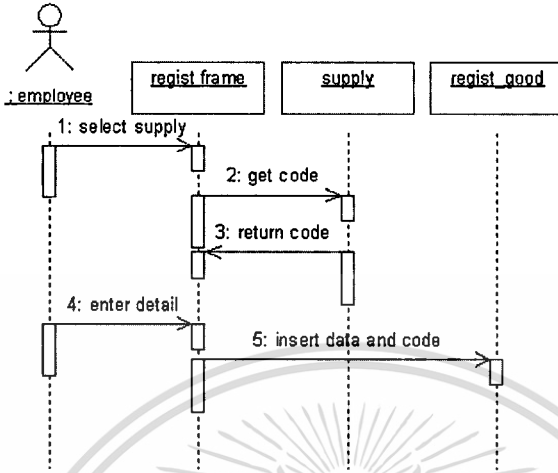 : employee
regist frame
supply
regist_good
1: select supply
2: get code
3: return code
4: enter detail
5: insert data and code